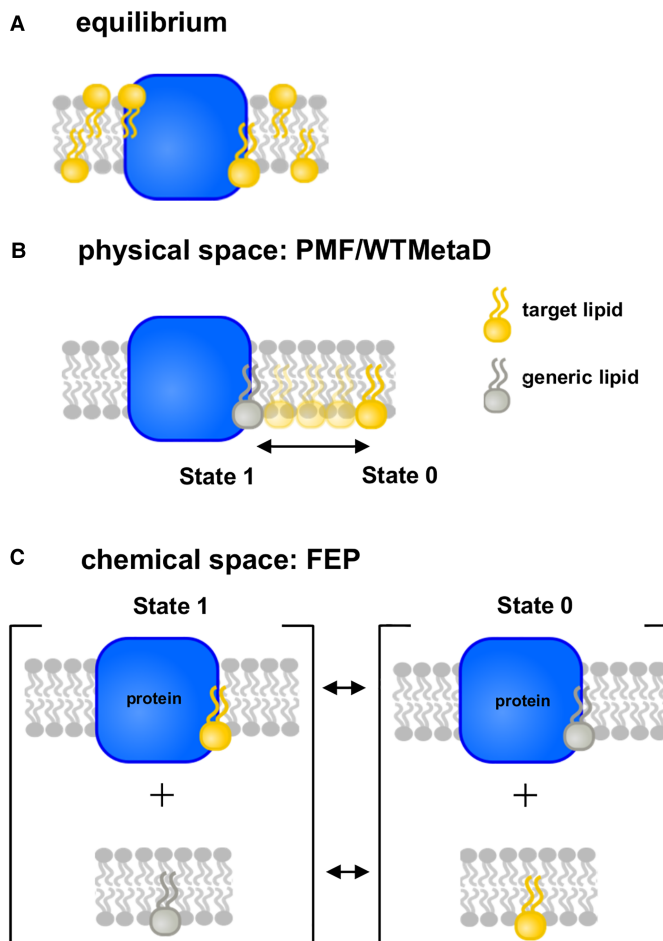 A equilibrium
B physical space: PMF/WTMetaD
target lipid
generic lipid
State 1 State 0
C chemical space: FEP
State 1 State 0
protein protein
+ +